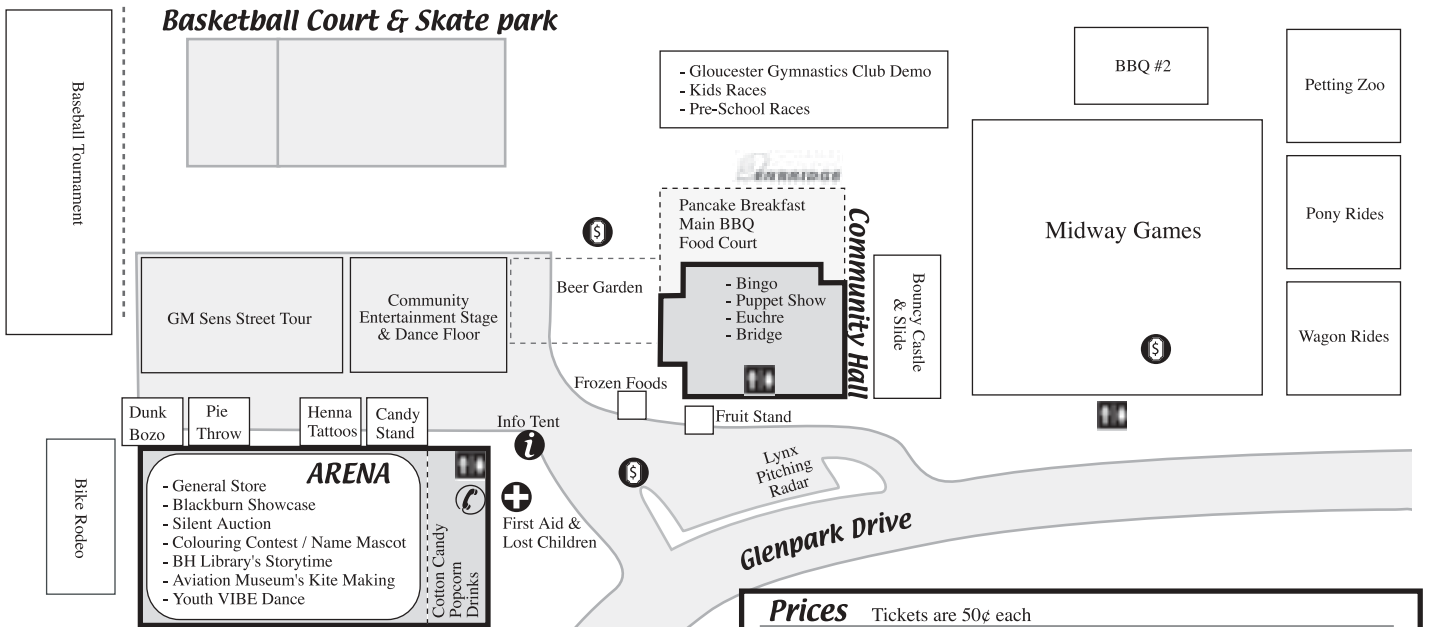 Basketball Court & Skate park
Baseball Tournament
- Gloucester Gymnastics Club Demo
- Kids Races
- Pre-School Races
BBQ #2
Petting Zoo
ENBRIDGE
Pancake Breakfast
Main BBQ
Food Court
Community Hall
Midway Games
Pony Rides
$
GM Sens Street Tour
Community
Entertainment Stage
& Dance Floor
Beer Garden
- Bingo
- Puppet Show
- Euchre
- Bridge
Bouncy Castle
& Slide
$
Wagon Rides
Frozen Foods
Fruit Stand
Dunk
Bozo
Pie
Throw
Henna
Tattoos
Candy
Stand
Info Tent
i
$
Lynx
Pitching
Radar
Bike Rodeo
ARENA
- General Store
- Blackburn Showcase
- Silent Auction
- Colouring Contest / Name Mascot
- BH Library's Storytime
- Aviation Museum's Kite Making
- Youth VIBE Dance
Cotton Candy
Popcorn
Drinks
First Aid &
Lost Children
Glenpark Drive
Prices Tickets are 50¢ each